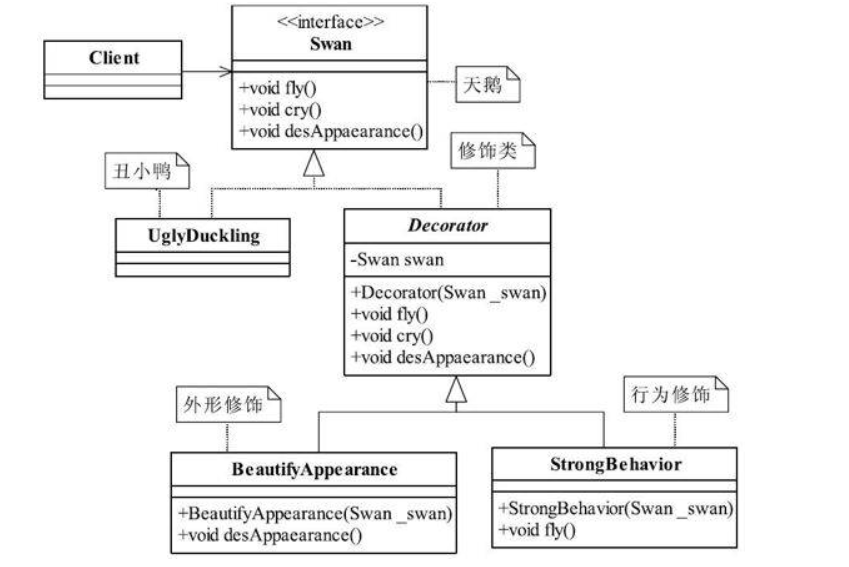 <<interface>>
Swan
Client
+void fly()
+void cry()
+void desAppaearance()
天鹅
修饰类
丑小鸭
UglyDuckling
Decorator
-Swan swan
+Decorator(Swan _swan)
+void fly()
+void cry()
+void desAppaearance()
外形修饰
行为修饰
BeautifyAppearance
+BeautifyAppearance(Swan _swan)
+void desAppaearance()
StrongBehavior
+StrongBehavior(Swan _swan)
+void fly()